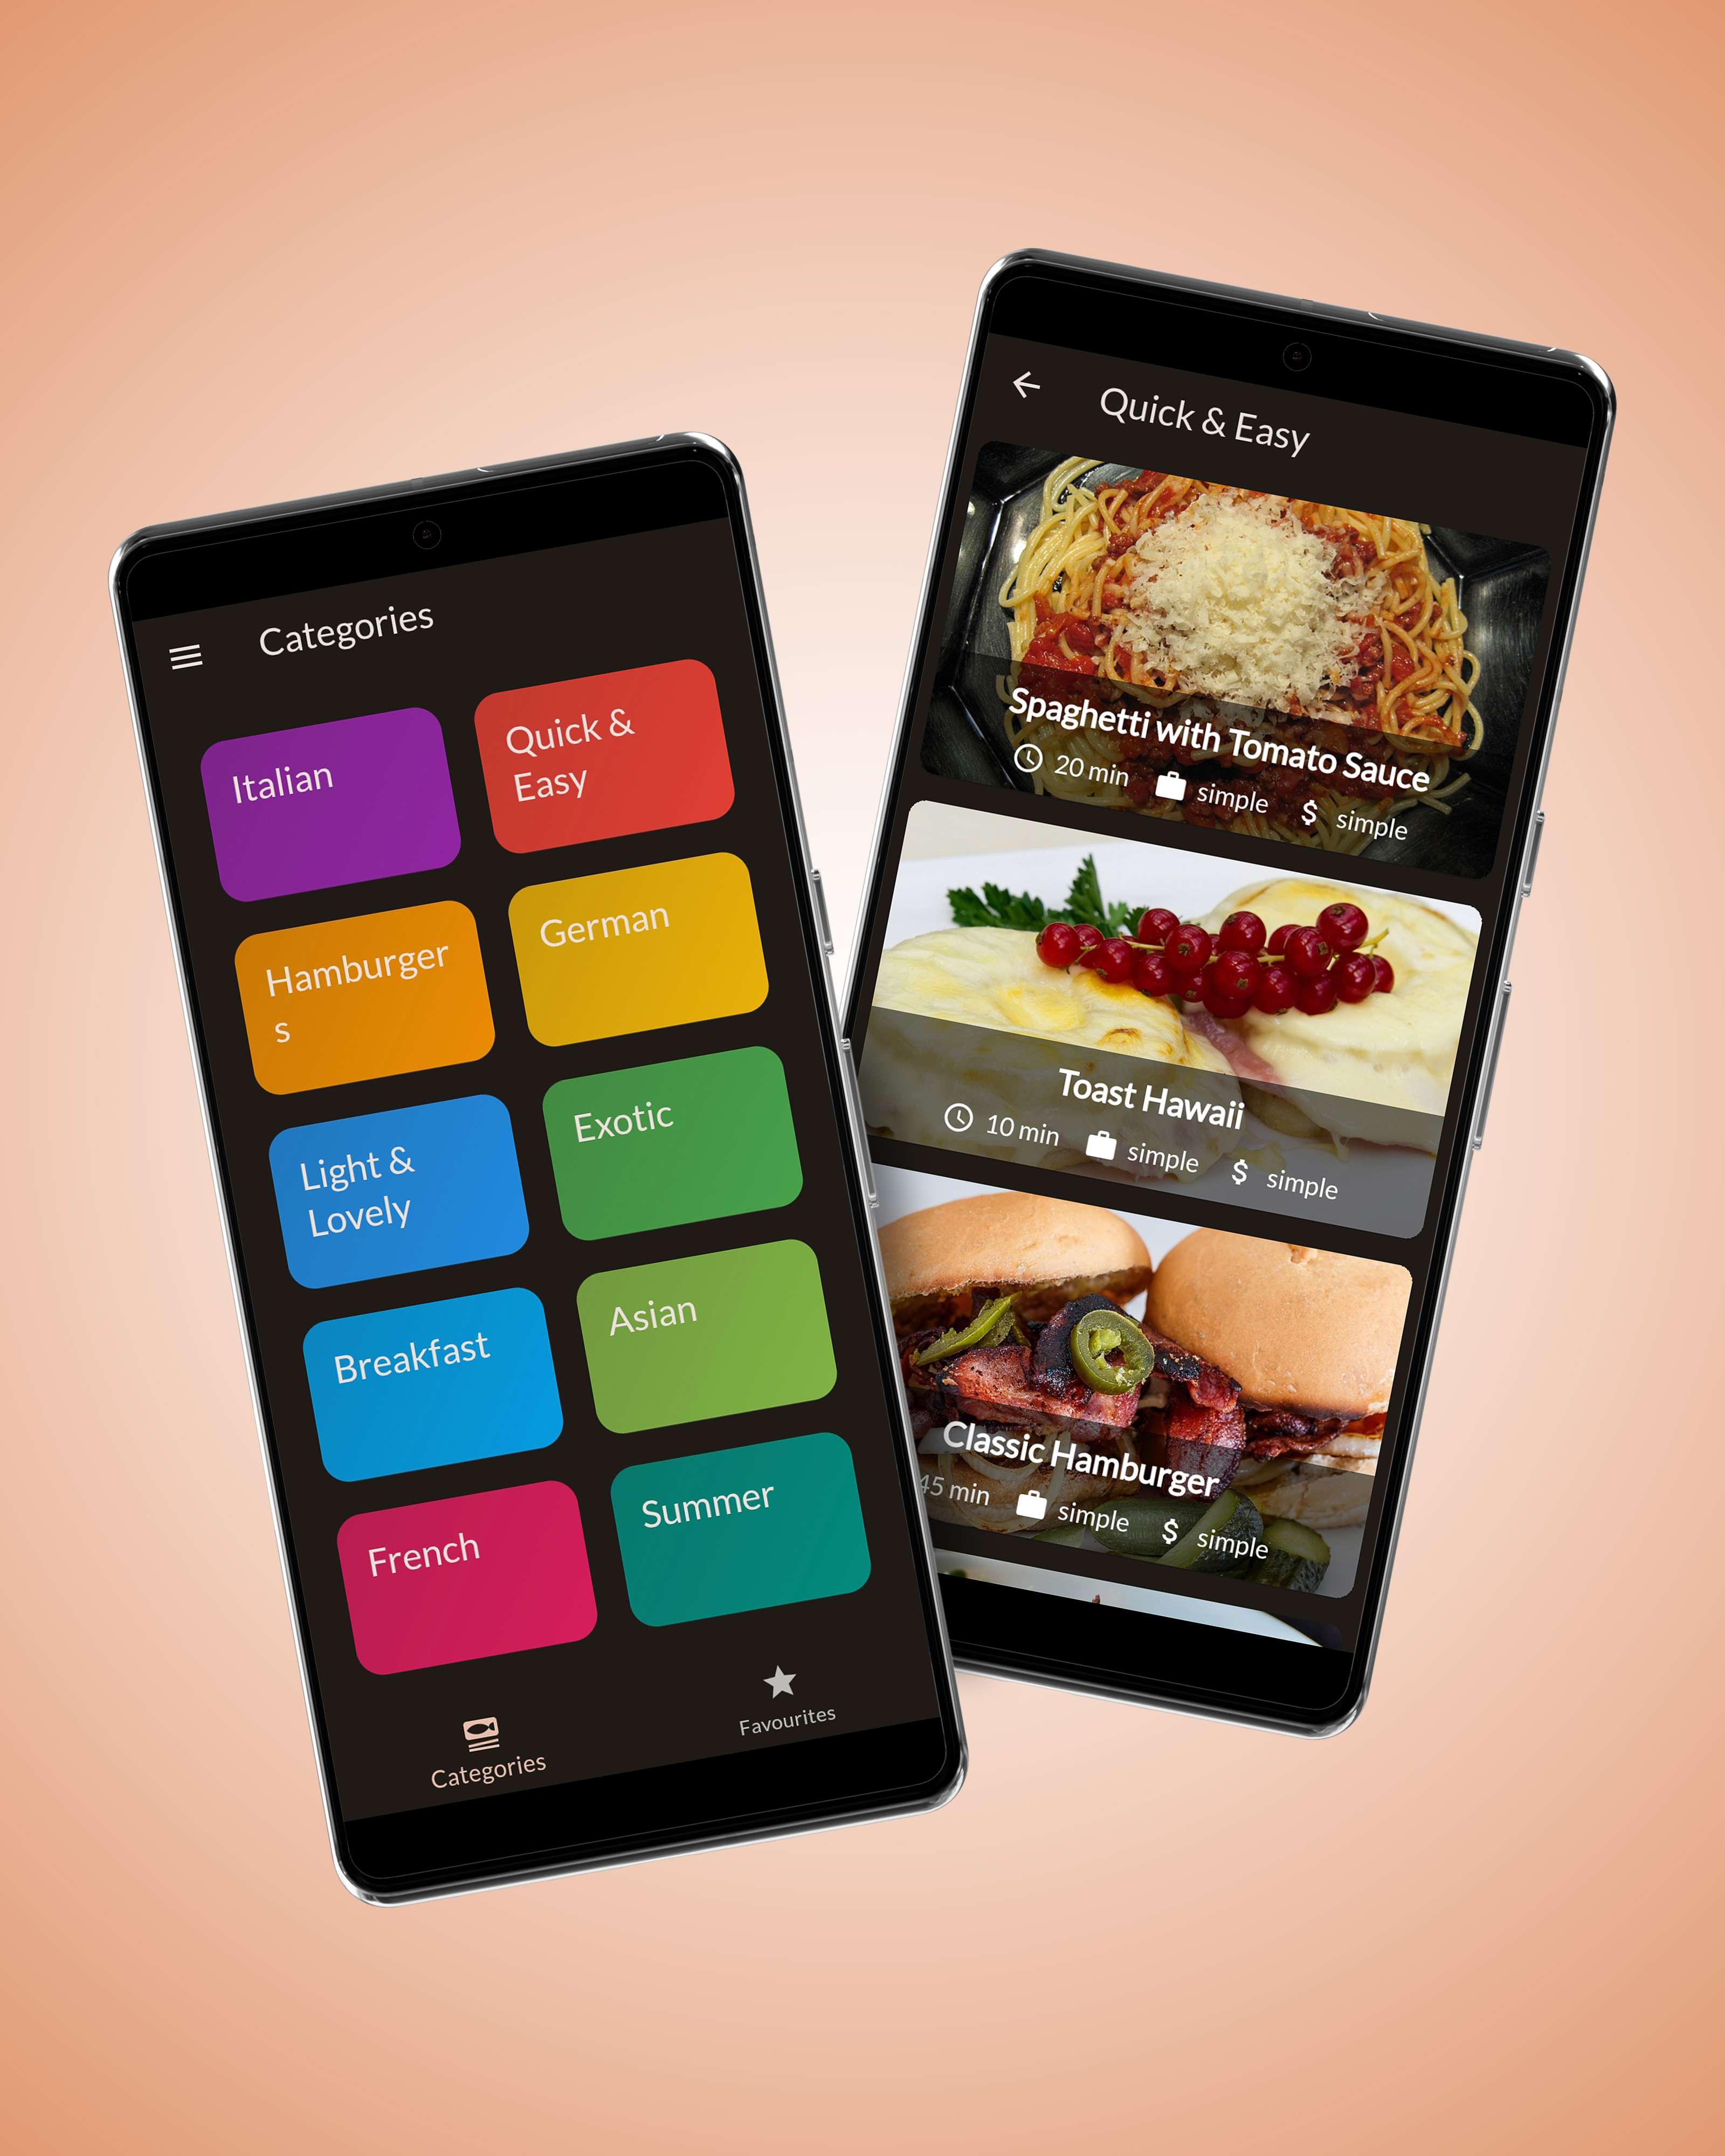 Categories
Italian
Quick &
Easy
Hamburger
s
German
Light &
Lovely
Exotic
Breakfast
Asian
French
Summer
Categories
Favourites
Quick & Easy
Spaghetti with Tomato Sauce
20 min simple $ simple
Toast Hawaii
10 min simple $ simple
Classic Hamburger
45 min simple $ simple